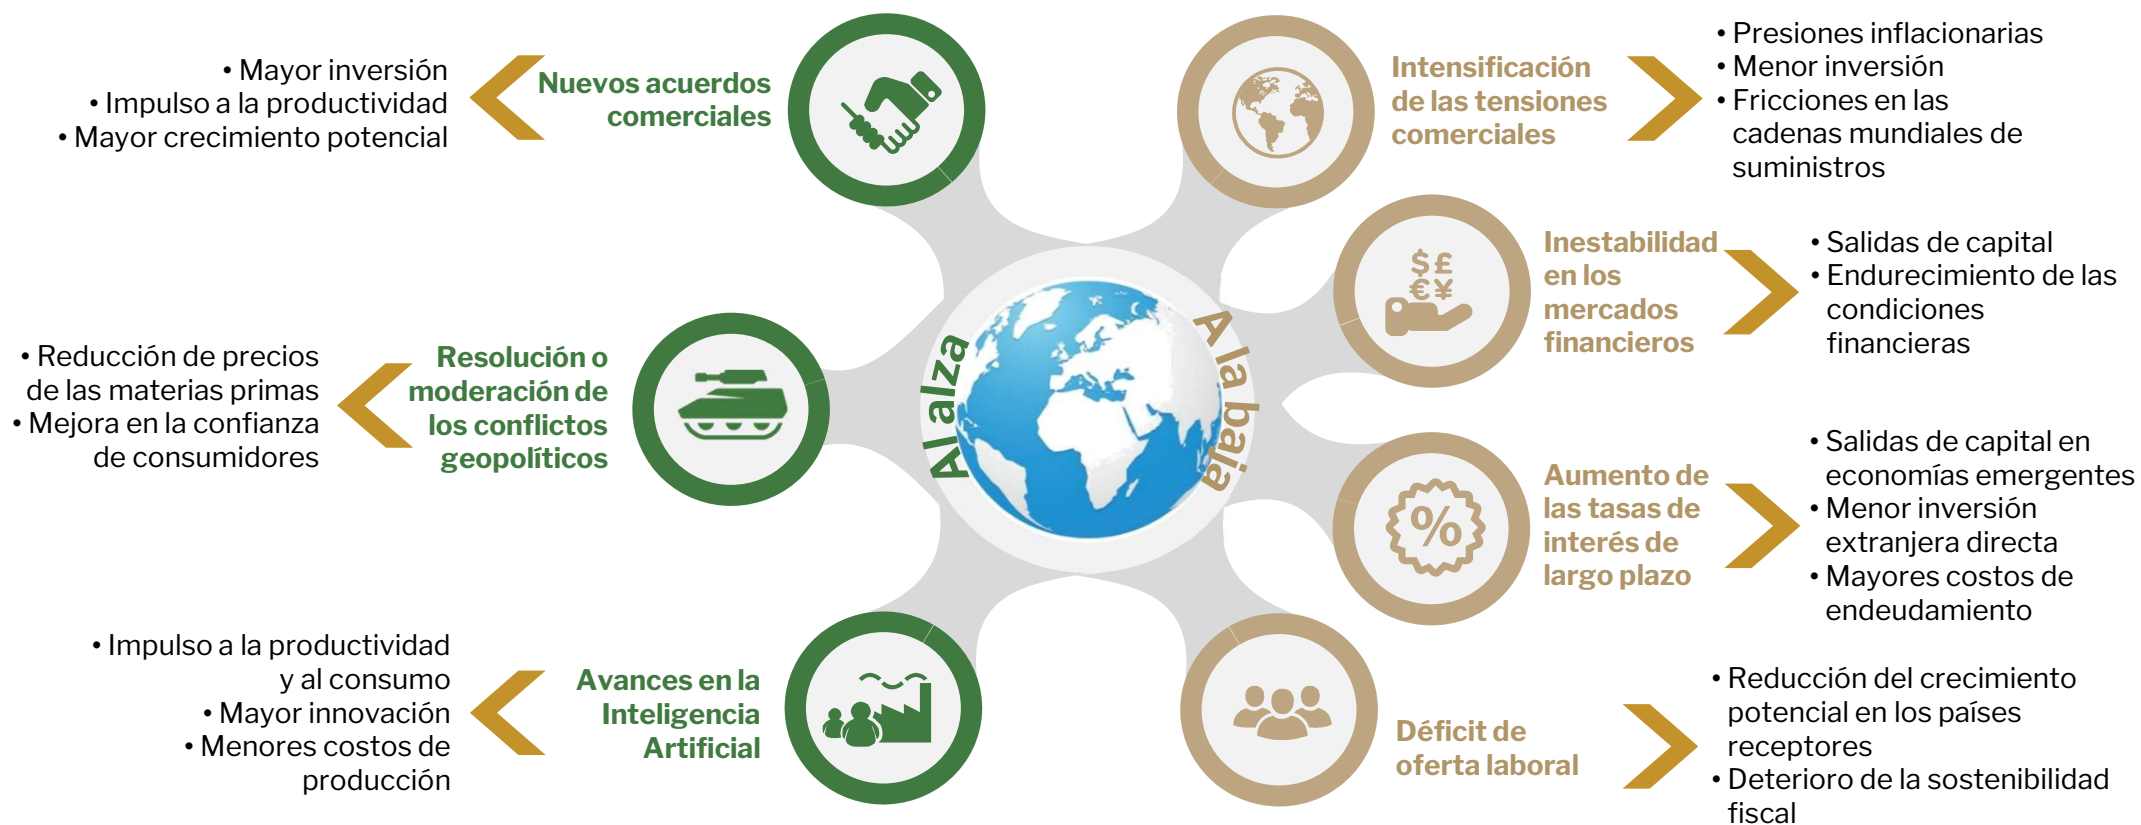 • Mayor inversión
• Impulso a la productividad
• Mayor crecimiento potencial
Nuevos acuerdos
comerciales
• Reducción de precios
de las materias primas
• Mejora en la confianza
de consumidores
Resolución o
moderación de
los conflictos
geopolíticos
• Impulso a la productividad
y al consumo
• Mayor innovación
• Menores costos de
producción
Avances en la
Inteligencia
Artificial
Al alza
A la baja
Intensificación
de las tensiones
comerciales
• Presiones inflacionarias
• Menor inversión
• Fricciones en las
cadenas mundiales de
suministros
$ £
€ ¥
Inestabilidad
en los
mercados
financieros
• Salidas de capital
• Endurecimiento de las
condiciones
financieras
%
Aumento de
las tasas de
interés de
largo plazo
• Salidas de capital en
economías emergentes
• Menor inversión
extranjera directa
• Mayores costos de
endeudamiento
Déficit de
oferta laboral
• Reducción del crecimiento
potencial en los países
receptores
• Deterioro de la sostenibilidad
fiscal